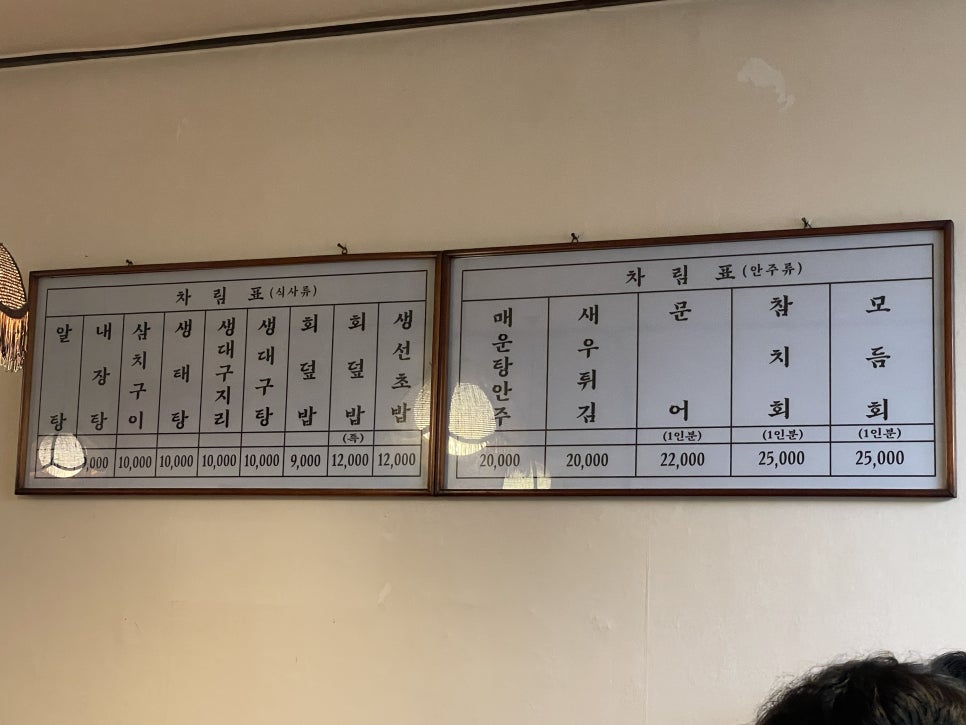 차림표(식사류)
알탕
내장탕 ,000
삼치구이 10,000
생태탕 10,000
생대구지리 10,000
생대구탕 10,000
회덮밥 9,000
회덮밥 (특) 12,000
생선초밥 12,000
차림표(안주류)
매운탕안주 20,000
새우튀김 20,000
문어 (1인분) 22,000
참치회 (1인분) 25,000
모듬회 (1인분) 25,000